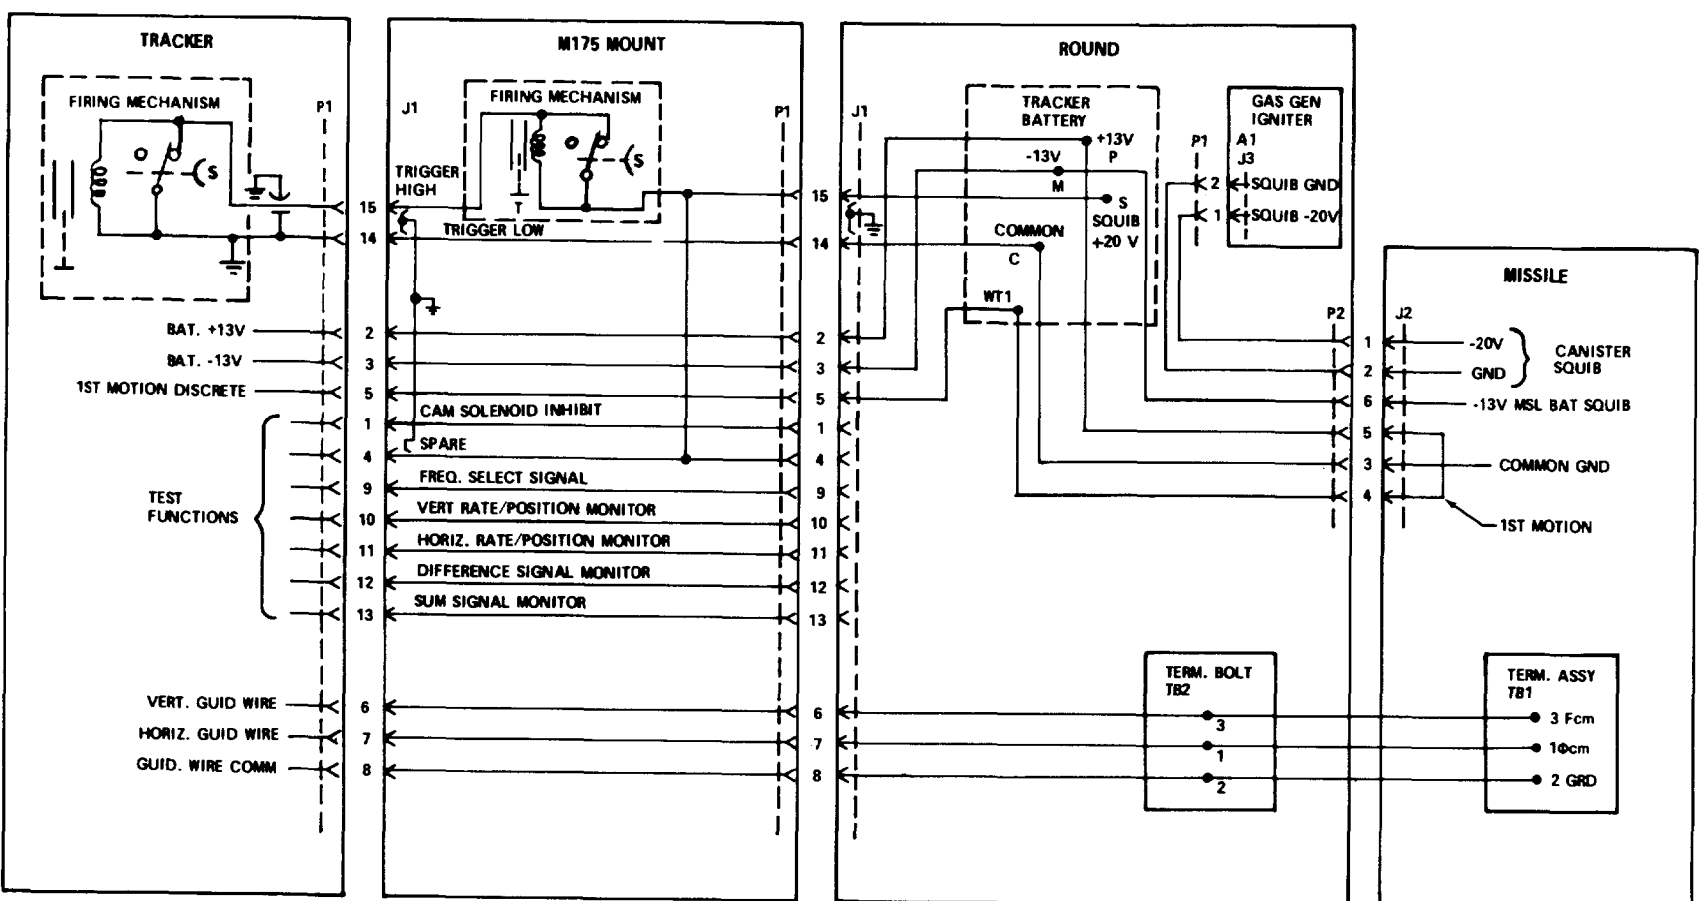 TRACKER
FIRING MECHANISM
S
P1
15
14
BAT. +13V
2
BAT. -13V
3
1ST MOTION DISCRETE
5
1
4
9
TEST
FUNCTIONS
10
11
12
13
VERT. GUID WIRE
6
HORIZ. GUID WIRE
7
GUID. WIRE COMM
8
M175 MOUNT
J1
FIRING MECHANISM
S
P1
TRIGGER
HIGH
TRIGGER LOW
15
14
2
3
5
CAM SOLENOID INHIBIT
1
SPARE
4
FREQ. SELECT SIGNAL
9
VERT RATE/POSITION MONITOR
10
HORIZ. RATE/POSITION MONITOR
11
DIFFERENCE SIGNAL MONITOR
12
SUM SIGNAL MONITOR
13
6
7
8
ROUND
J1
TRACKER
BATTERY
+13V
P
-13V
M
S
SQUIB
+20 V
COMMON
C
WT1
P1
GAS GEN
IGNITER
A1
J3
2
SQUIB GND
1
SQUIB -20V
P2
1
2
6
5
3
4
TERM. BOLT
TB2
3
1
2
MISSILE
J2
-20V
GND
CANISTER
SQUIB
-13V MSL BAT SQUIB
COMMON GND
1ST MOTION
TERM. ASSY
TB1
3 Fcm
1Φcm
2 GRD